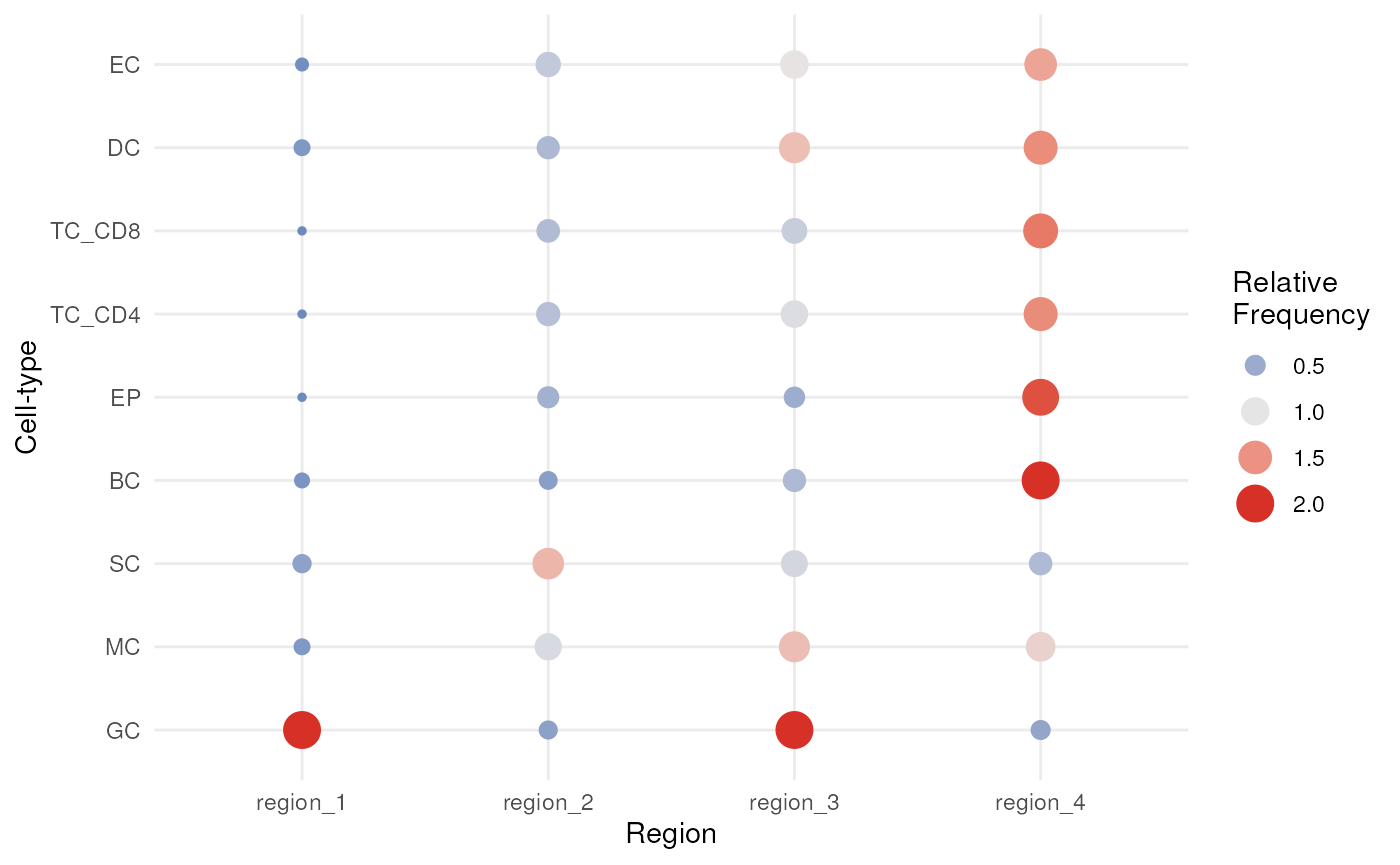 EC
DC
TC_CD8
TC_CD4
EP
BC
SC
MC
GC
Cell-type
region_1 region_2 region_3 region_4
Region
Relative
Frequency
0.5
1.0
1.5
2.0